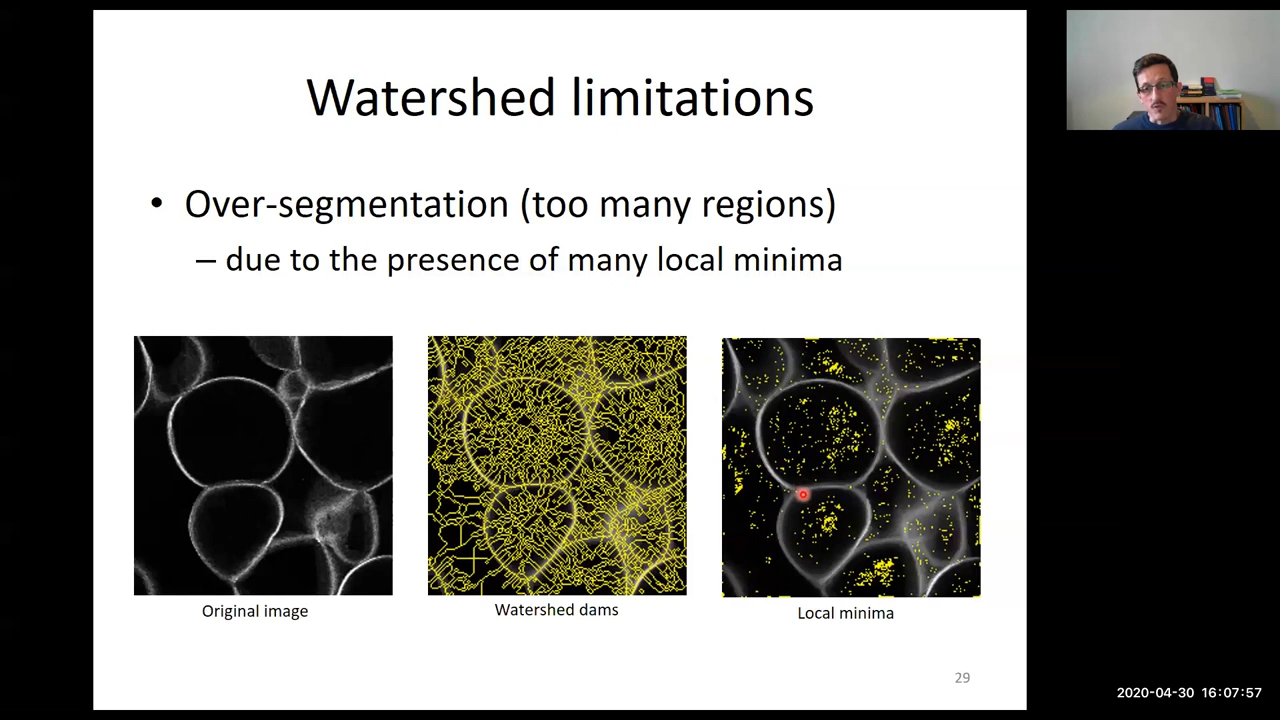 Watershed limitations
• Over-segmentation (too many regions)
– due to the presence of many local minima
Original image
Watershed dams
Local minima
29
2020-04-30 16:07:57